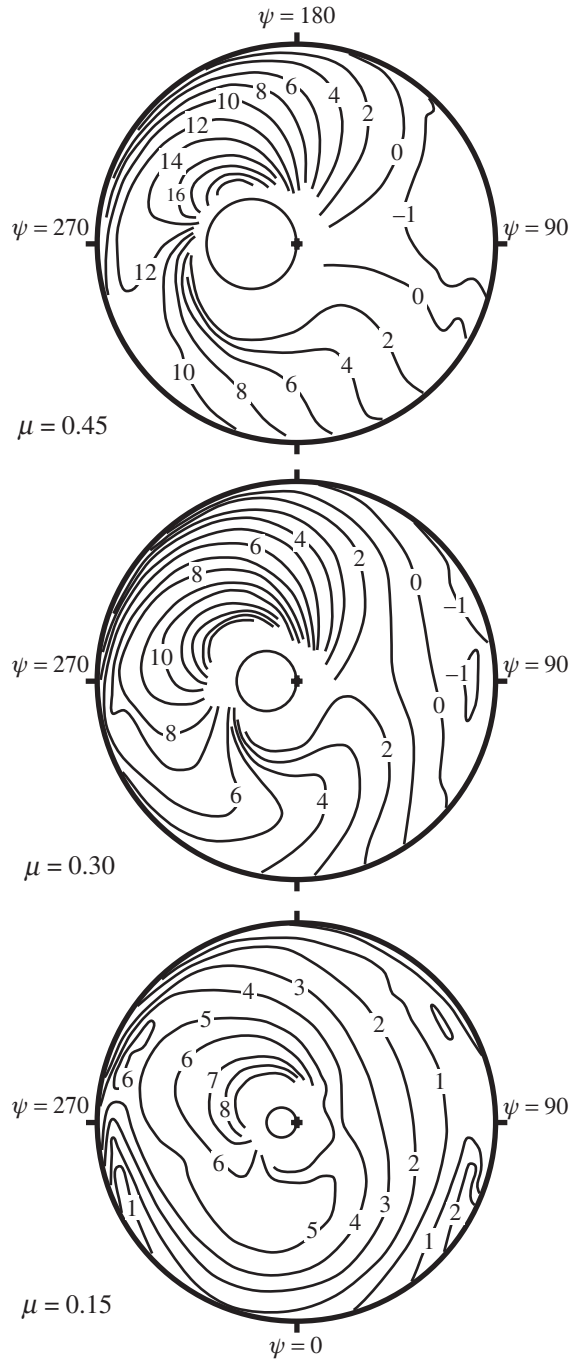 ψ = 180
10 8 6 4 2
12 0
14
16
−1
ψ = 270 ψ = 90
12 0
10 8 6 4 2
μ = 0.45
8 6 4 2 0 −1
ψ = 270 10 −1 ψ = 90
0
8 2
6 4
μ = 0.30
4 3
5 2
6 6 7 1
8
ψ = 270 ψ = 90
6 2
1 5 4 3 1 2
μ = 0.15
ψ = 0